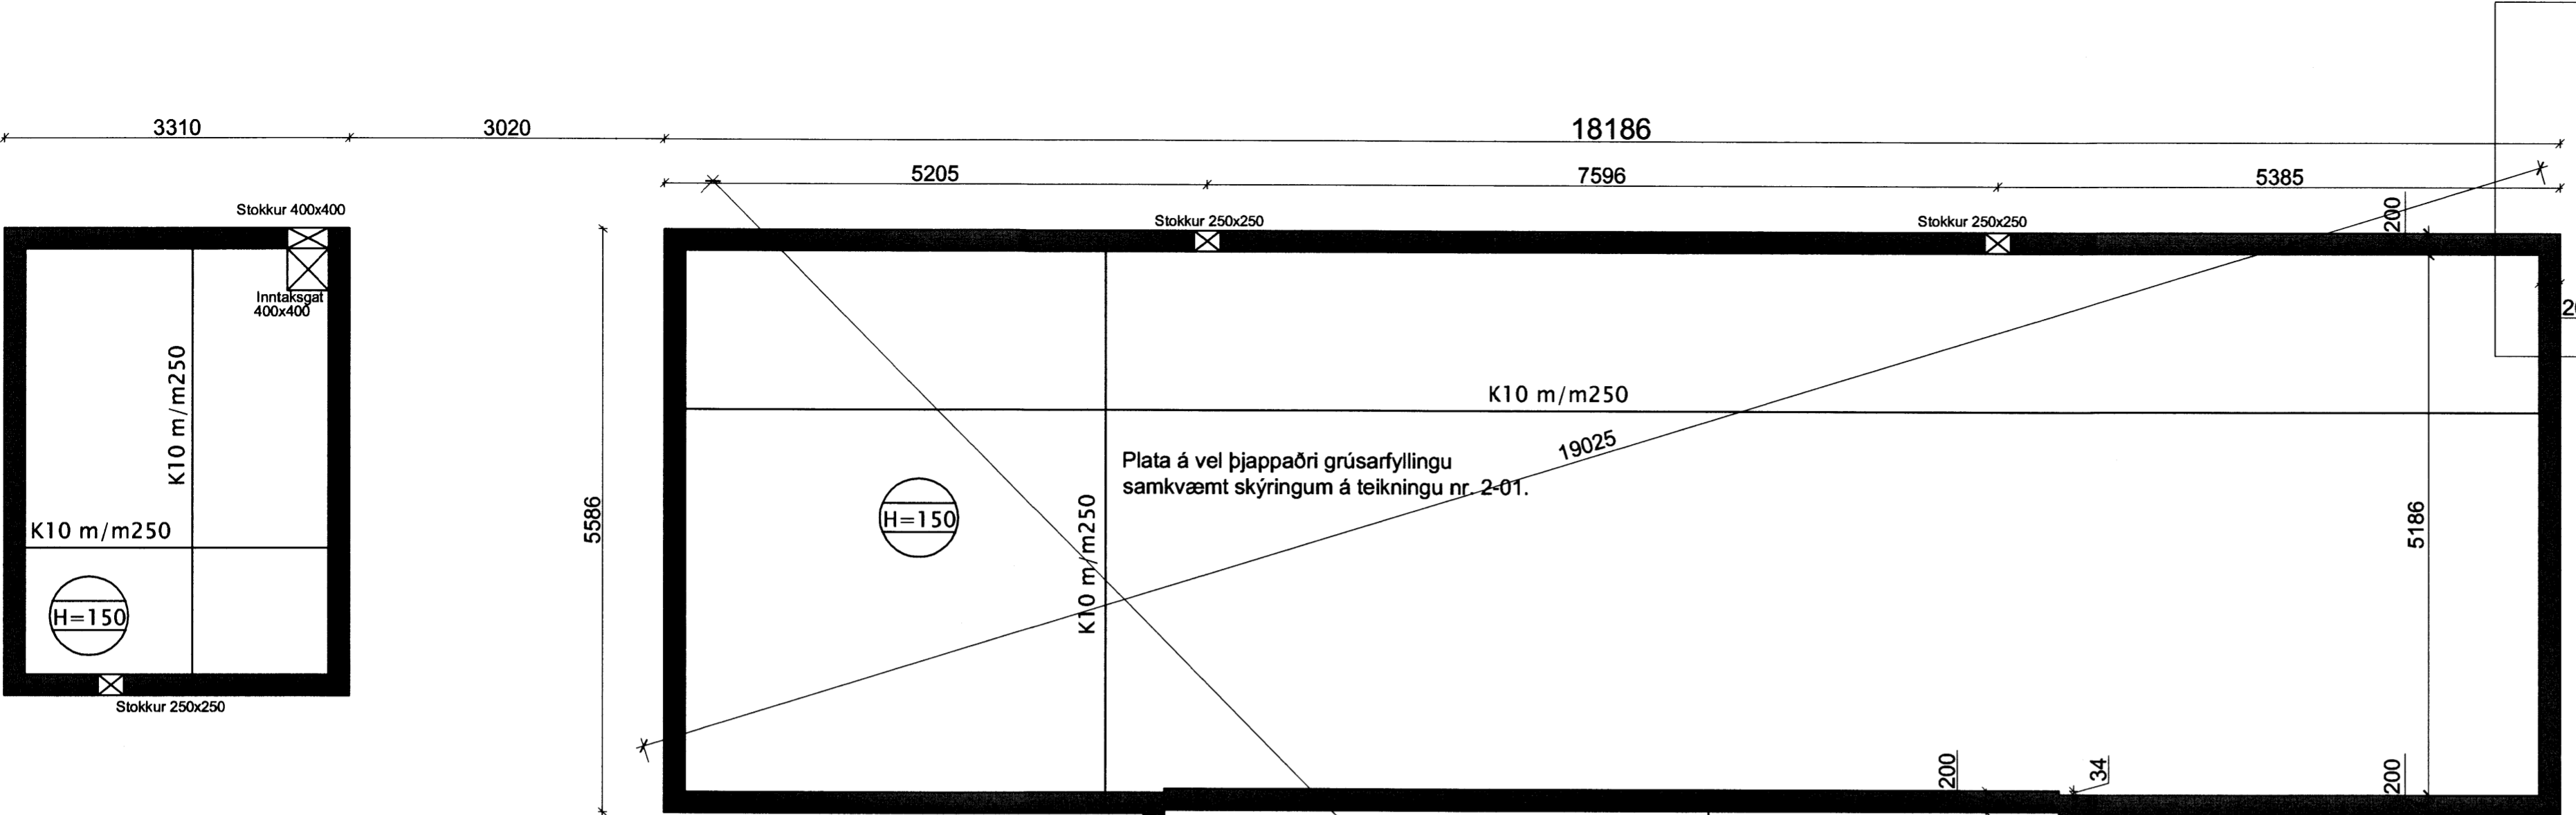 3310
3020
18186
5205
7596
5385
Stokkur 400x400
Stokkur 250x250
Stokkur 250x250
200
Inntaksgat
400x400
K10 m/m250
K10 m/m250
19025
Plata á vel þjappaðri grúsarfyllingu
samkvæmt skýringum á teikningu nr. 2-01.
H=150
5586
K10 m/m250
5186
K10 m/m250
H=150
Stokkur 250x250
200
34
200